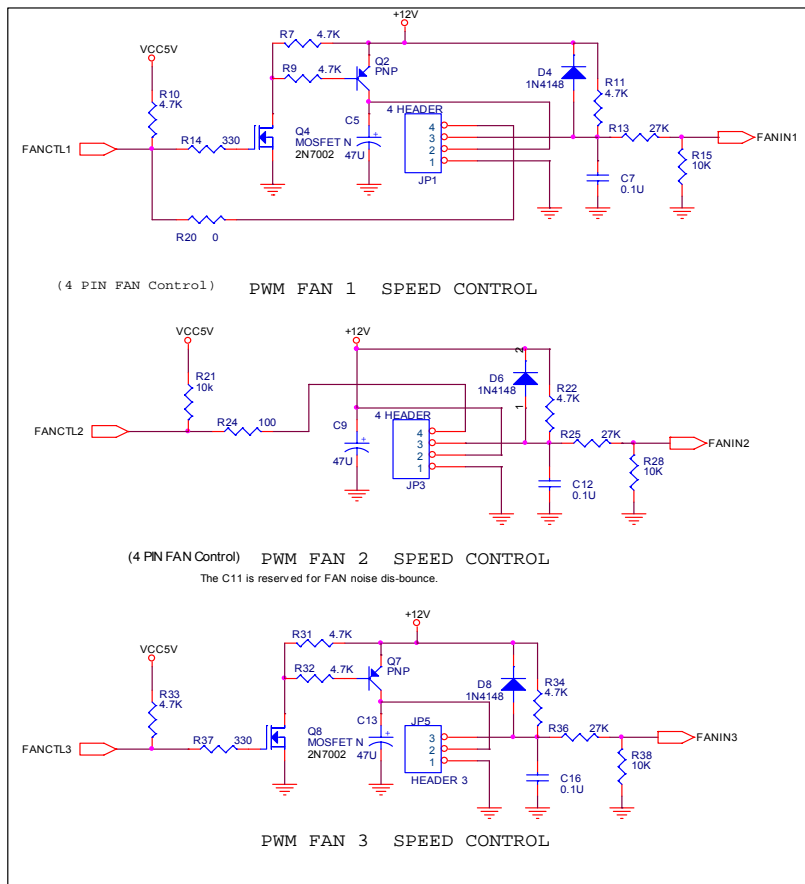 +12V
R7 4.7K
VCC5V
Q2
PNP
R9 4.7K
D4
1N4148
R11
4.7K
R10
4.7K
C5
4 HEADER
4
3
2
1
JP1
R13 27K
R14 330
FANCTL1
Q4
MOSFET N
2N7002
47U
FANIN1
R15
10K
C7
0.1U
R20 0
(4 PIN FAN Control) PWM FAN 1 SPEED CONTROL
VCC5V
+12V
2
D6
1N4148
1
R21
10k
R22
4.7K
R24 100
C9
4 HEADER
4
3
2
1
JP3
FANCTL2
R25 27K
FANIN2
47U
R28
10K
C12
0.1U
(4 PIN FAN Control) PWM FAN 2 SPEED CONTROL
The C11 is reserved for FAN noise dis-bounce.
+12V
R31 4.7K
VCC5V
Q7
PNP
R32 4.7K
D8
1N4148
R34
4.7K
R33
4.7K
C13
JP5
3
2
1
HEADER 3
R36 27K
R37 330
FANCTL3
Q8
MOSFET N
2N7002
47U
FANIN3
R38
10K
C16
0.1U
PWM FAN 3 SPEED CONTROL